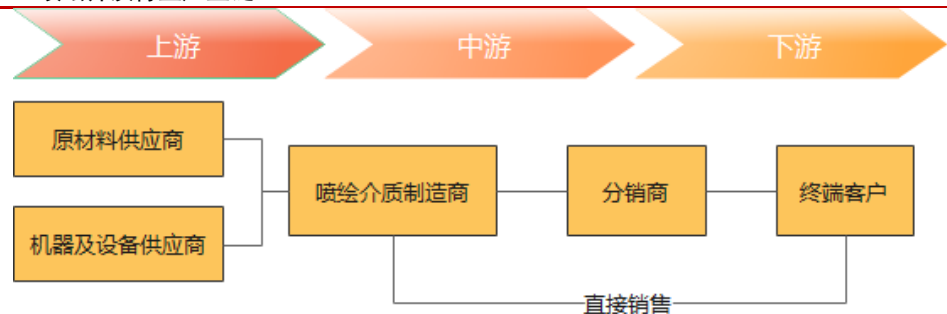 上游
中游
下游
原材料供应商
机器及设备供应商
喷绘介质制造商
分销商
终端客户
直接销售